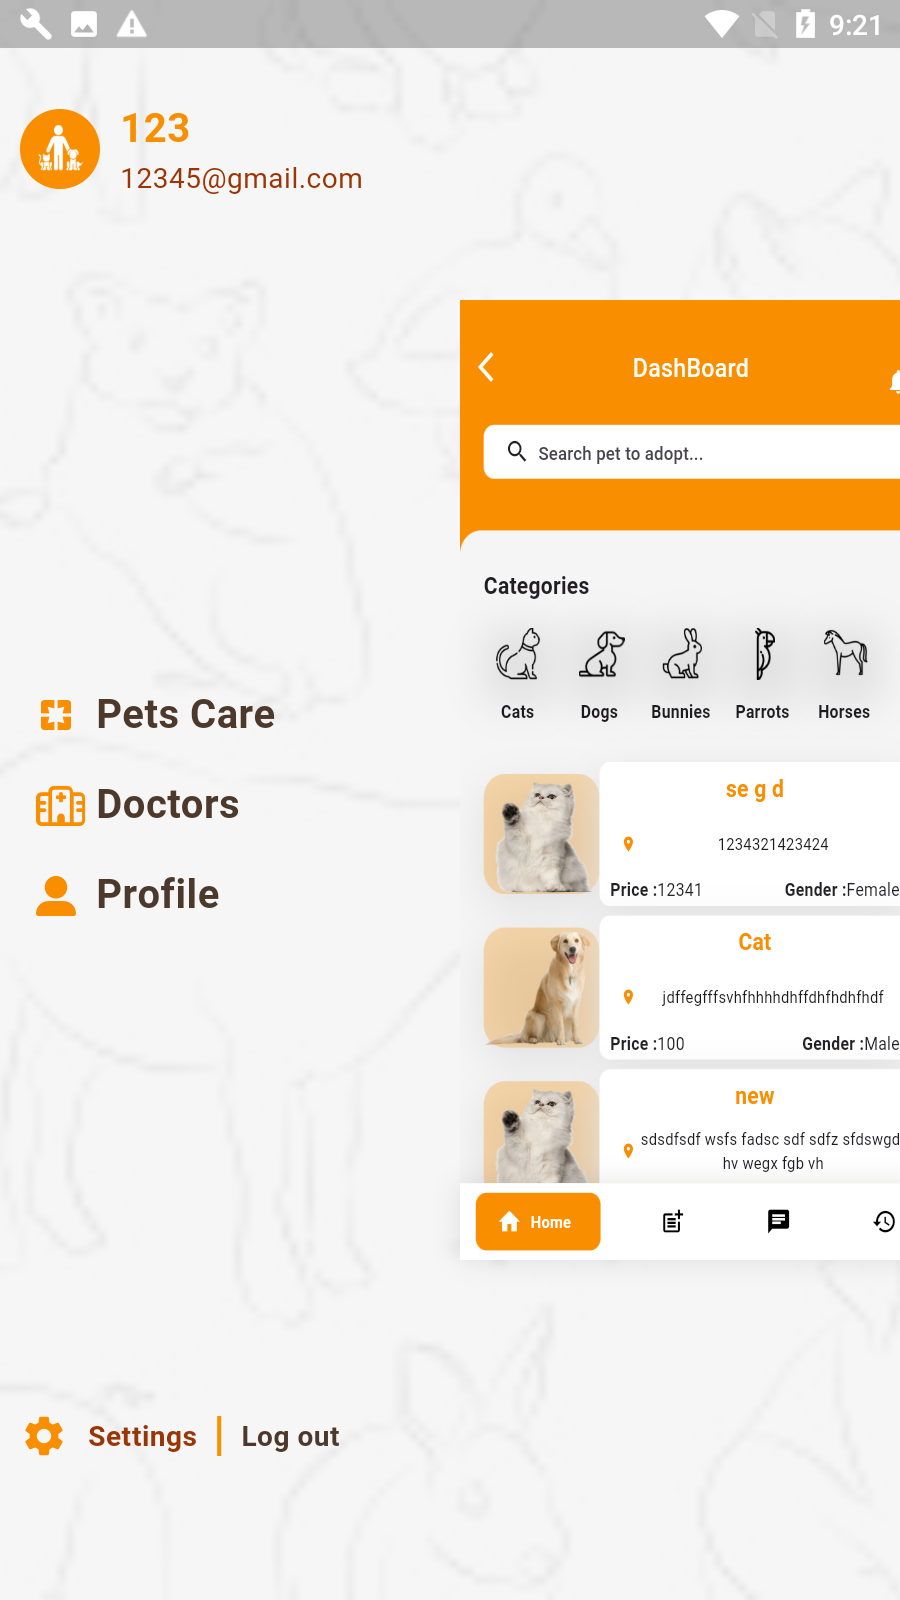 9:21
123
12345@gmail.com
DashBoard
Search pet to adopt...
Categories
Cats Dogs Bunnies Parrots Horses
se g d
1234321423424
Price :12341 Gender :Female
Cat
jdffegfffsvhfhhhhdhffdhfhdhfhdf
Price :100 Gender :Male
new
sdsdfsdf wsfs fadsc sdf sdfz sfdswgd
hv wegx fgb vh
Home
Pets Care
Doctors
Profile
Settings Log out